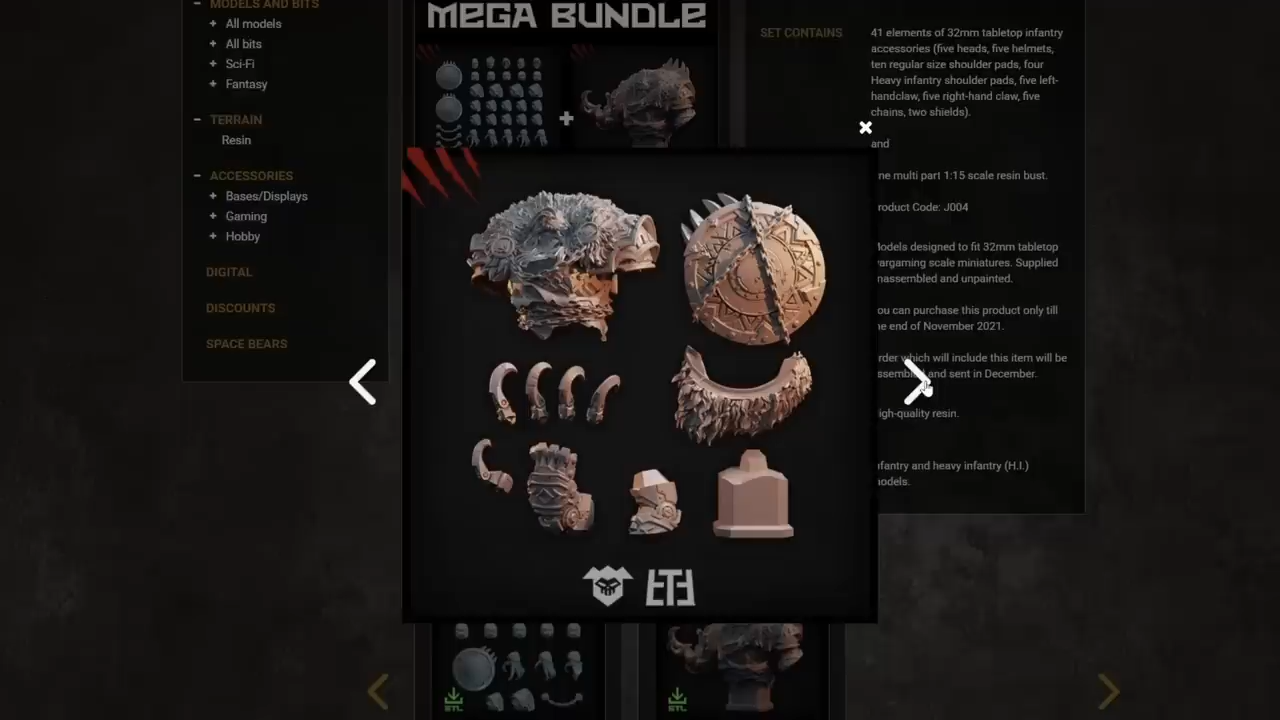 MODELS AND BITS
All models
All bits
Sci-Fi
Fantasy
TERRAIN
Resin
ACCESSORIES
Bases/Displays
Gaming
Hobby
DIGITAL
DISCOUNTS
SPACE BEARS
MEGA BUNDLE
SET CONTAINS
41 elements of 32mm tabletop infantry
accessories (five heads, five helmets,
ten regular size shoulder pads, four
Heavy infantry shoulder pads, five left-
handclaw, five right-hand claw, five
chains, two shields).
and
ne multi part 1:15 scale resin bust.
roduct Code: J004
Models designed to fit 32mm tabletop
argaming scale miniatures. Supplied
nassembled and unpainted.
ou can purchase this product only till
e end of November 2021.
rder which will include this item will be
ssembled and sent in December.
igh-quality resin.
nfantry and heavy infantry (H.I.)
odels.
STL
STL